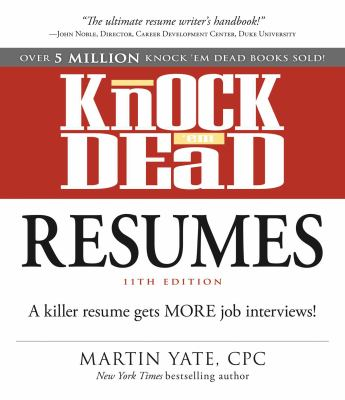 "The ultimate resume writer's handbook!"
—John Noble, Director, Career Development Center, Duke University
OVER 5 MILLION KNOCK 'EM DEAD BOOKS SOLD!
KNOCK
'em
DEAD
RESUMES
11TH EDITION
A killer resume gets MORE job interviews!
MARTIN YATE, CPC
New York Times bestselling author